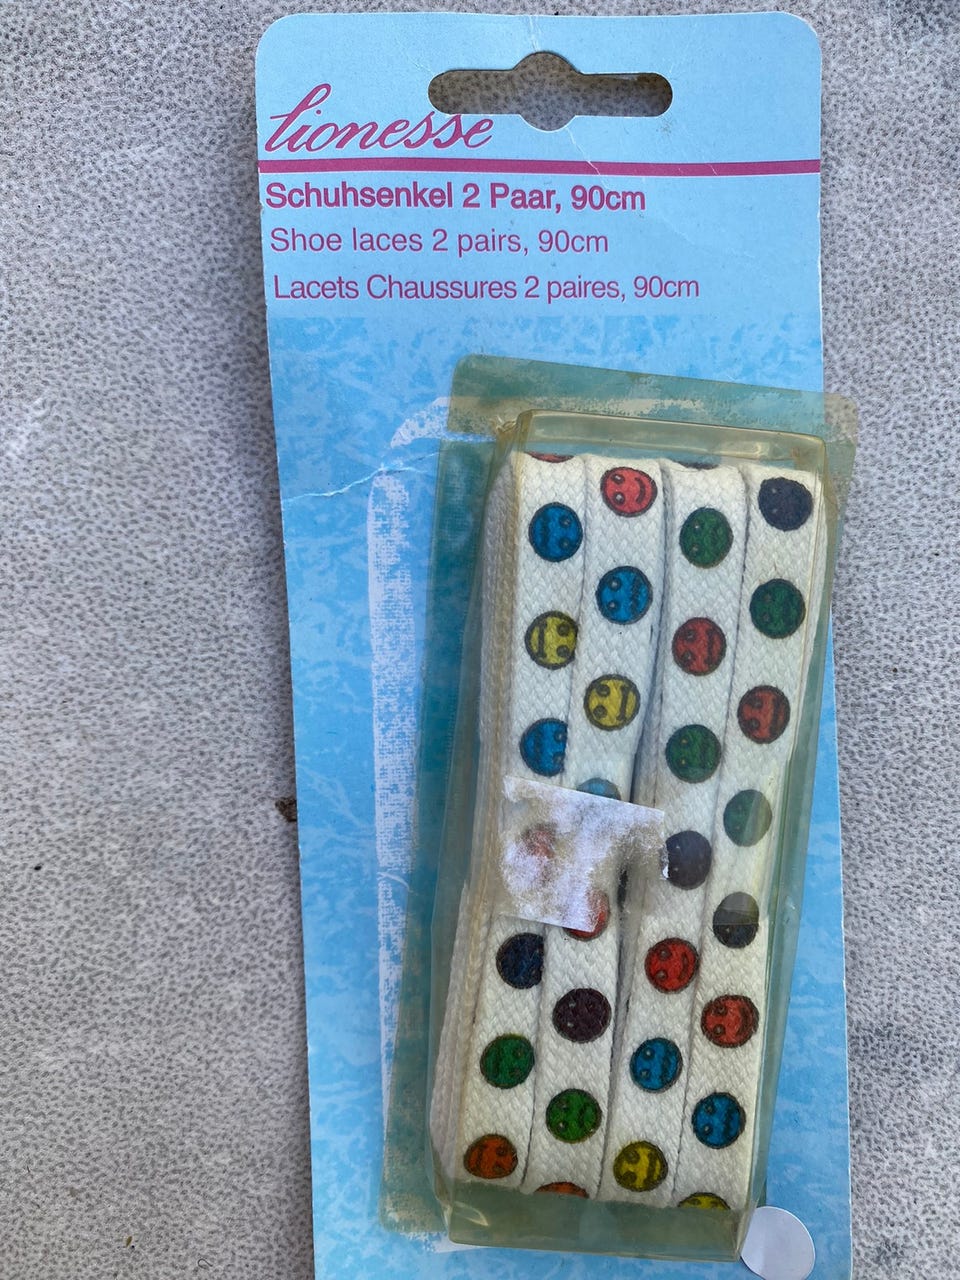 lionesse
Schuhsenkel 2 Paar, 90cm
Shoe laces 2 pairs, 90cm
Lacets Chaussures 2 paires, 90cm